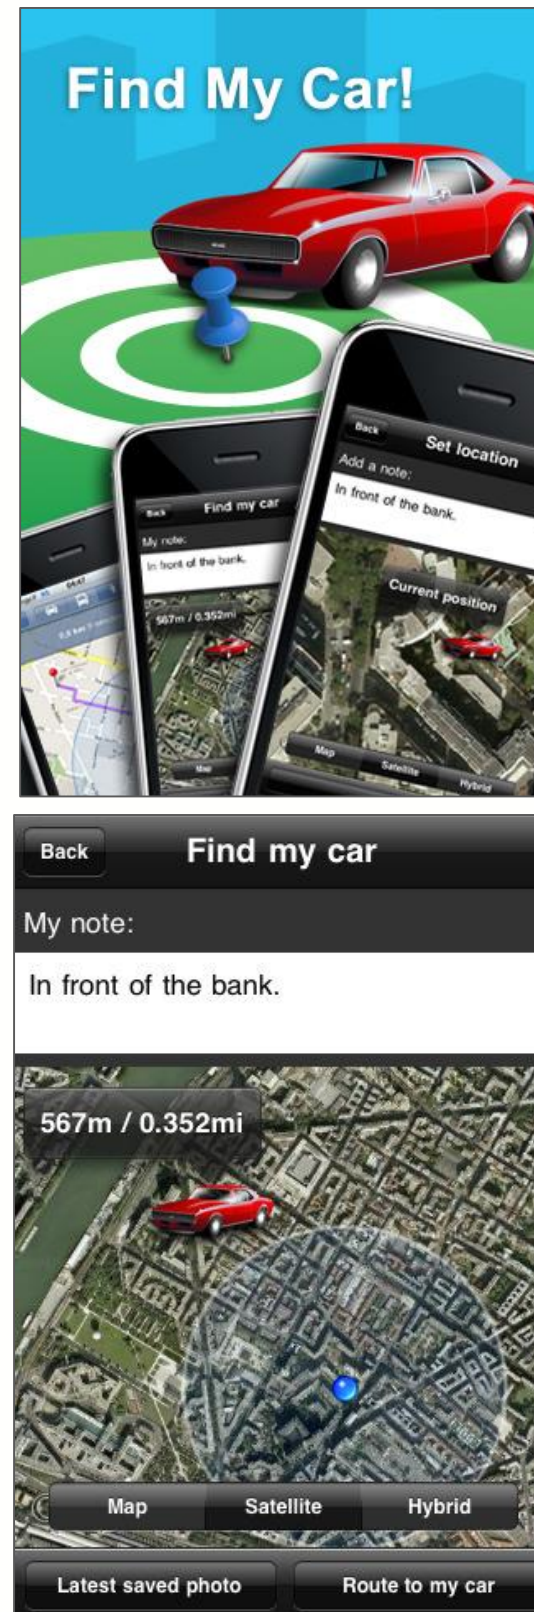 Find My Car!
Back
Set location
Add a note:
In front of the bank.
Current position
Map
Satellite
Hybrid
Back
Find my car
My note:
In front of the bank.
567m / 0.352mi
Map
04:47
Back
Find my car
My note:
In front of the bank.
567m / 0.352mi
Map
Satellite
Hybrid
Latest saved photo
Route to my car